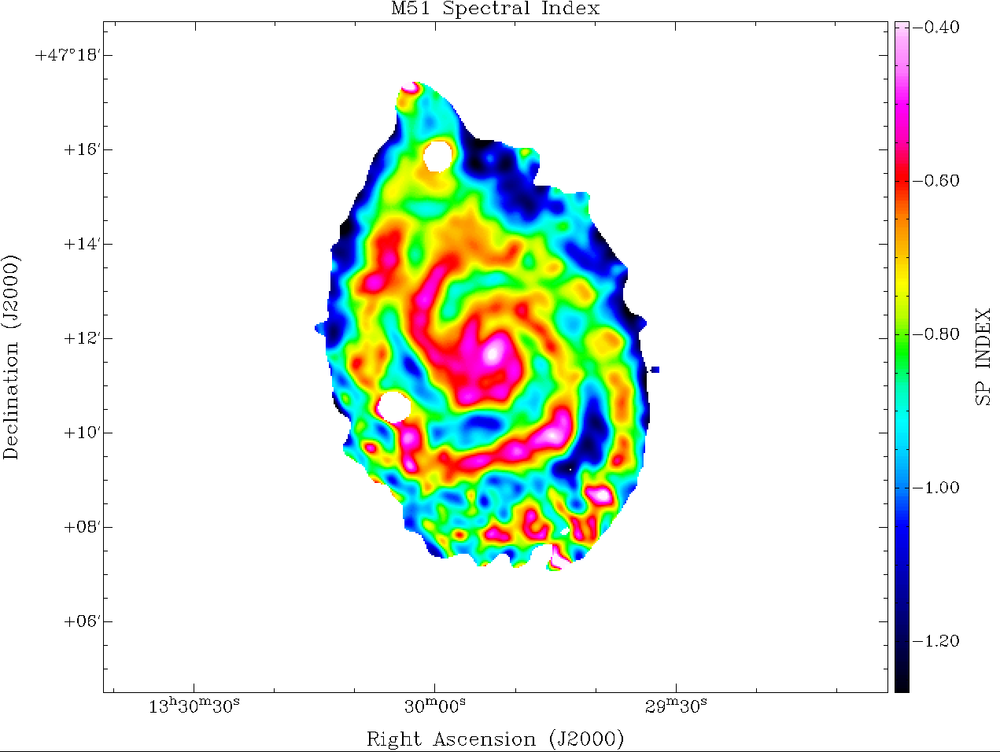 M51 Spectral Index
+47°18′
+16′
+14′
+12′
+10′
+08′
+06′
Declination (J2000)
13ʰ30ᵐ30ˢ
30ᵐ00ˢ
29ᵐ30ˢ
Right Ascension (J2000)
−0.40
−0.60
−0.80
−1.00
−1.20
SP INDEX